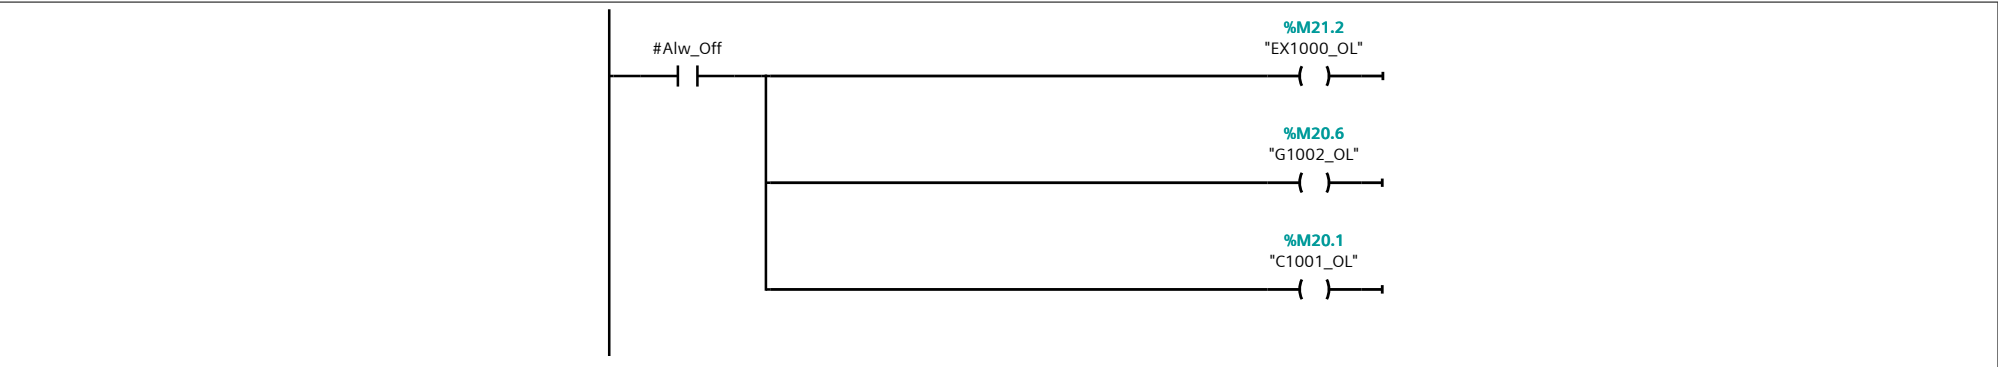 %M21.2
#Alw_Off
"EX1000_OL"
%M20.6
"G1002_OL"
%M20.1
"C1001_OL"